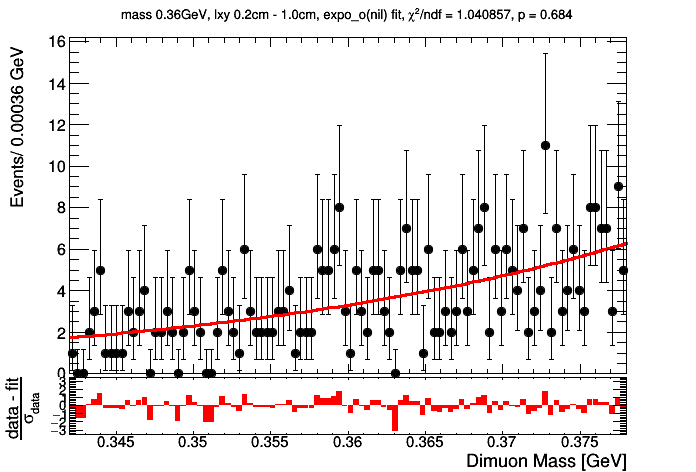 mass 0.36GeV, lxy 0.2cm - 1.0cm, expo_o(nil) fit, χ²/ndf = 1.040857, p = 0.684
Events/ 0.00036 GeV
16
14
12
10
8
6
4
2
0
data - fit
σdata
3
2
1
0
−1
−2
−3
0.345 0.35 0.355 0.36 0.365 0.37 0.375
Dimuon Mass [GeV]